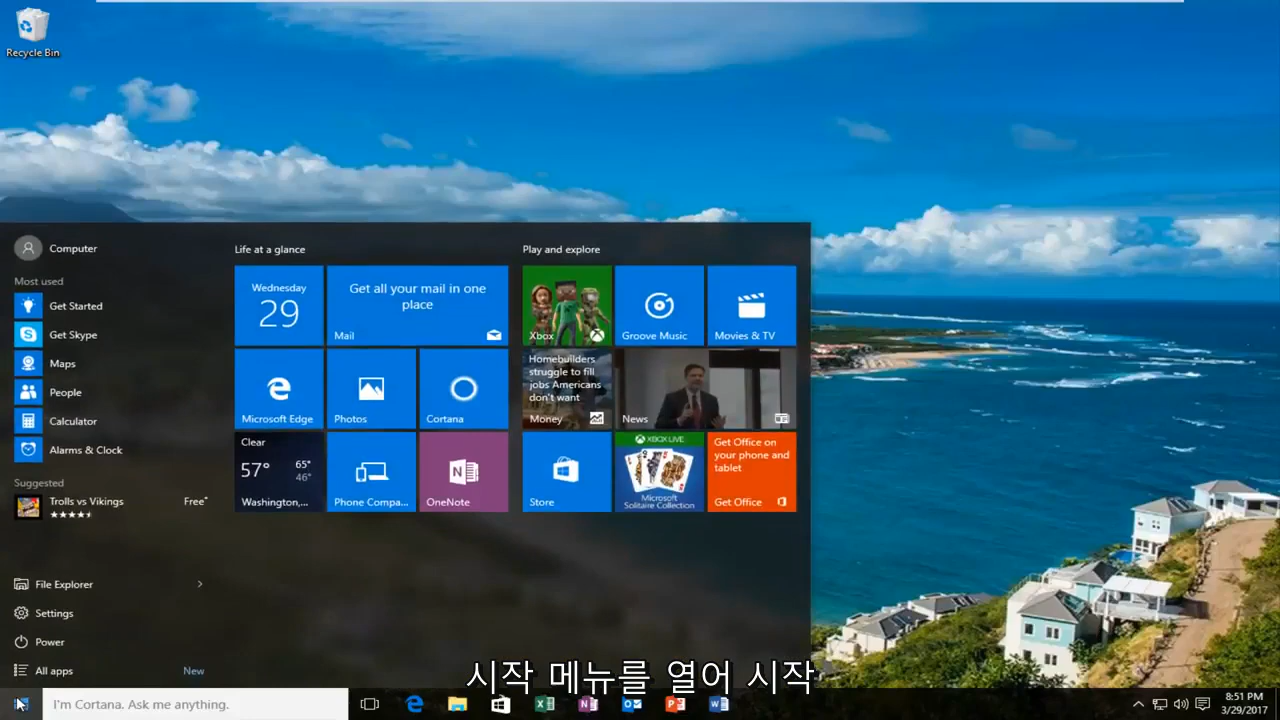 Recycle Bin
Computer
Most used
Get Started
Get Skype
Maps
People
Calculator
Alarms & Clock
Suggested
Trolls vs Vikings
Free*
File Explorer
Settings
Power
All apps
New
Life at a glance
Wednesday
29
Get all your mail in one
place
Mail
Microsoft Edge
Photos
Cortana
Clear
57°
65°
46°
Washington,...
Phone Compa...
OneNote
Play and explore
Xbox
Groove Music
Movies & TV
Homebuilders
struggle to fill
jobs Americans
don't want
Money
News
Store
XBOX LIVE
Microsoft
Solitaire Collection
Get Office on
your phone and
tablet
Get Office
시작 메뉴를 열어 시작
I'm Cortana. Ask me anything.
8:51 PM
3/29/2017